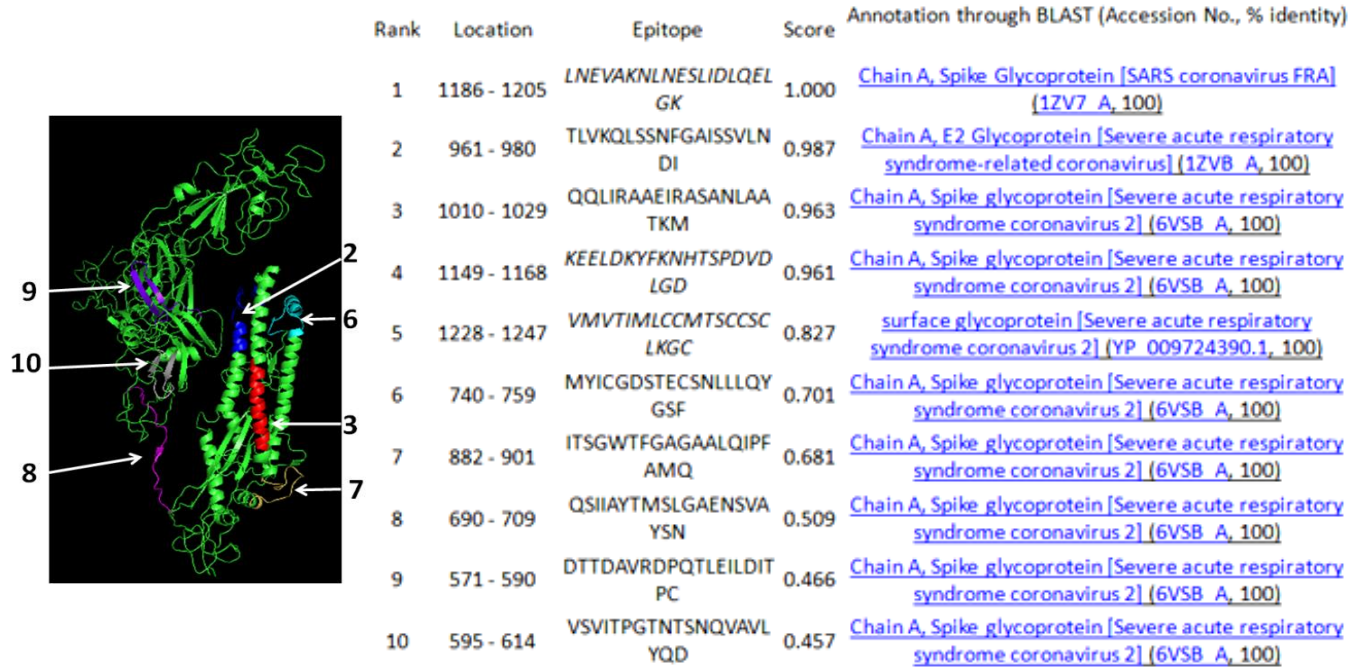 Rank Location Epitope Score Annotation through BLAST (Accession No., % identity)
1 1186 - 1205 LNEVAKNLNESLIDLQEL
GK 1.000 Chain A, Spike Glycoprotein [SARS coronavirus FRA]
(1ZV7_A, 100)
2 961 - 980 TLVKQLSSNFGAISSVLN
DI 0.987 Chain A, E2 Glycoprotein [Severe acute respiratory
syndrome-related coronavirus] (1ZVB_A, 100)
3 1010 - 1029 QQLIRAAEIRASANLAA
TKM 0.963 Chain A, Spike glycoprotein [Severe acute respiratory
syndrome coronavirus 2] (6VSB_A, 100)
4 1149 - 1168 KEELDKYFKNHTSPDVD
LGD 0.961 Chain A, Spike glycoprotein [Severe acute respiratory
syndrome coronavirus 2] (6VSB_A, 100)
5 1228 - 1247 VMVTIMLCCMTSCCSC
LKGC 0.827 surface glycoprotein [Severe acute respiratory
syndrome coronavirus 2] (YP_009724390.1, 100)
6 740 - 759 MYICGDSTECSNLLLQY
GSF 0.701 Chain A, Spike glycoprotein [Severe acute respiratory
syndrome coronavirus 2] (6VSB_A, 100)
7 882 - 901 ITSGWTFGAGAALQIPF
AMQ 0.681 Chain A, Spike glycoprotein [Severe acute respiratory
syndrome coronavirus 2] (6VSB_A, 100)
8 690 - 709 QSIIAYTMSLGAENSVA
YSN 0.509 Chain A, Spike glycoprotein [Severe acute respiratory
syndrome coronavirus 2] (6VSB_A, 100)
9 571 - 590 DTTDAVRDPQTLEILDIT
PC 0.466 Chain A, Spike glycoprotein [Severe acute respiratory
syndrome coronavirus 2] (6VSB_A, 100)
10 595 - 614 VSVITPGTNTSNQVAVL
YQD 0.457 Chain A, Spike glycoprotein [Severe acute respiratory
syndrome coronavirus 2] (6VSB_A, 100)
2
9
6
10
3
8
7